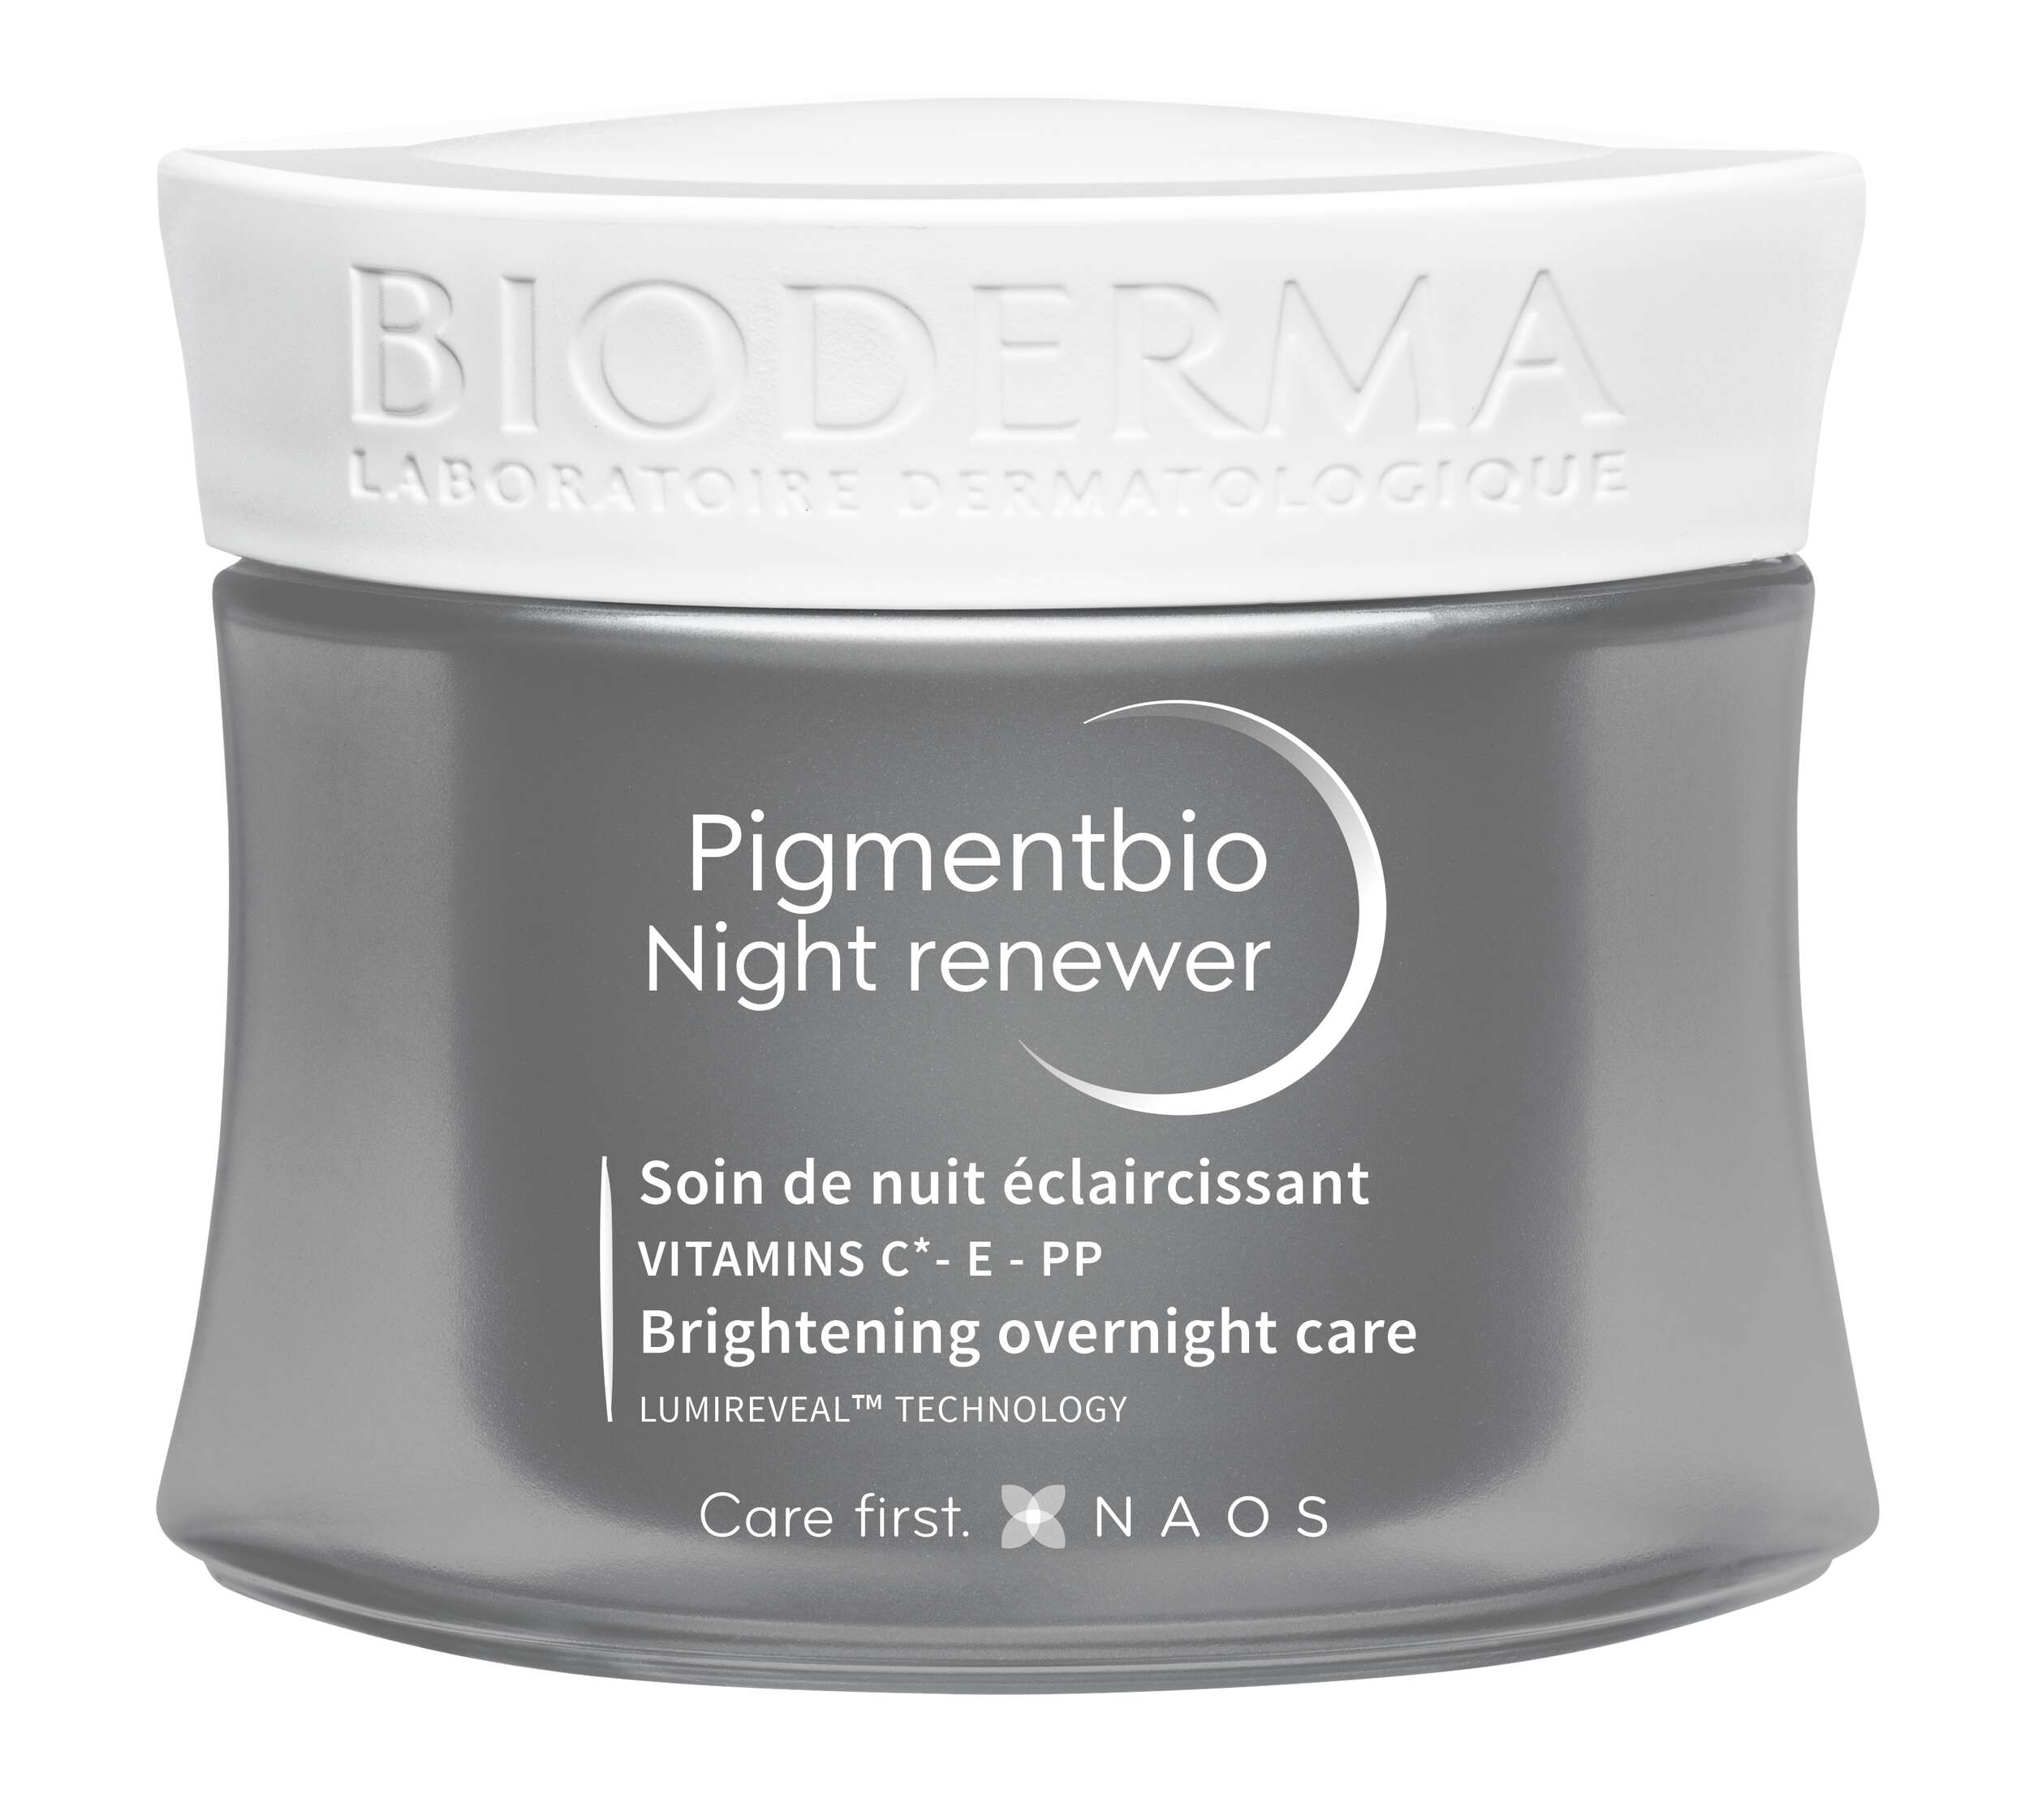 BIODERMA
LABORATOIRE DERMATOLOGIQUE
Pigmentbio
Night renewer
Soin de nuit éclaircissant
VITAMINS C*- E - PP
Brightening overnight care
LUMIREVEAL™ TECHNOLOGY
Care first. NAOS